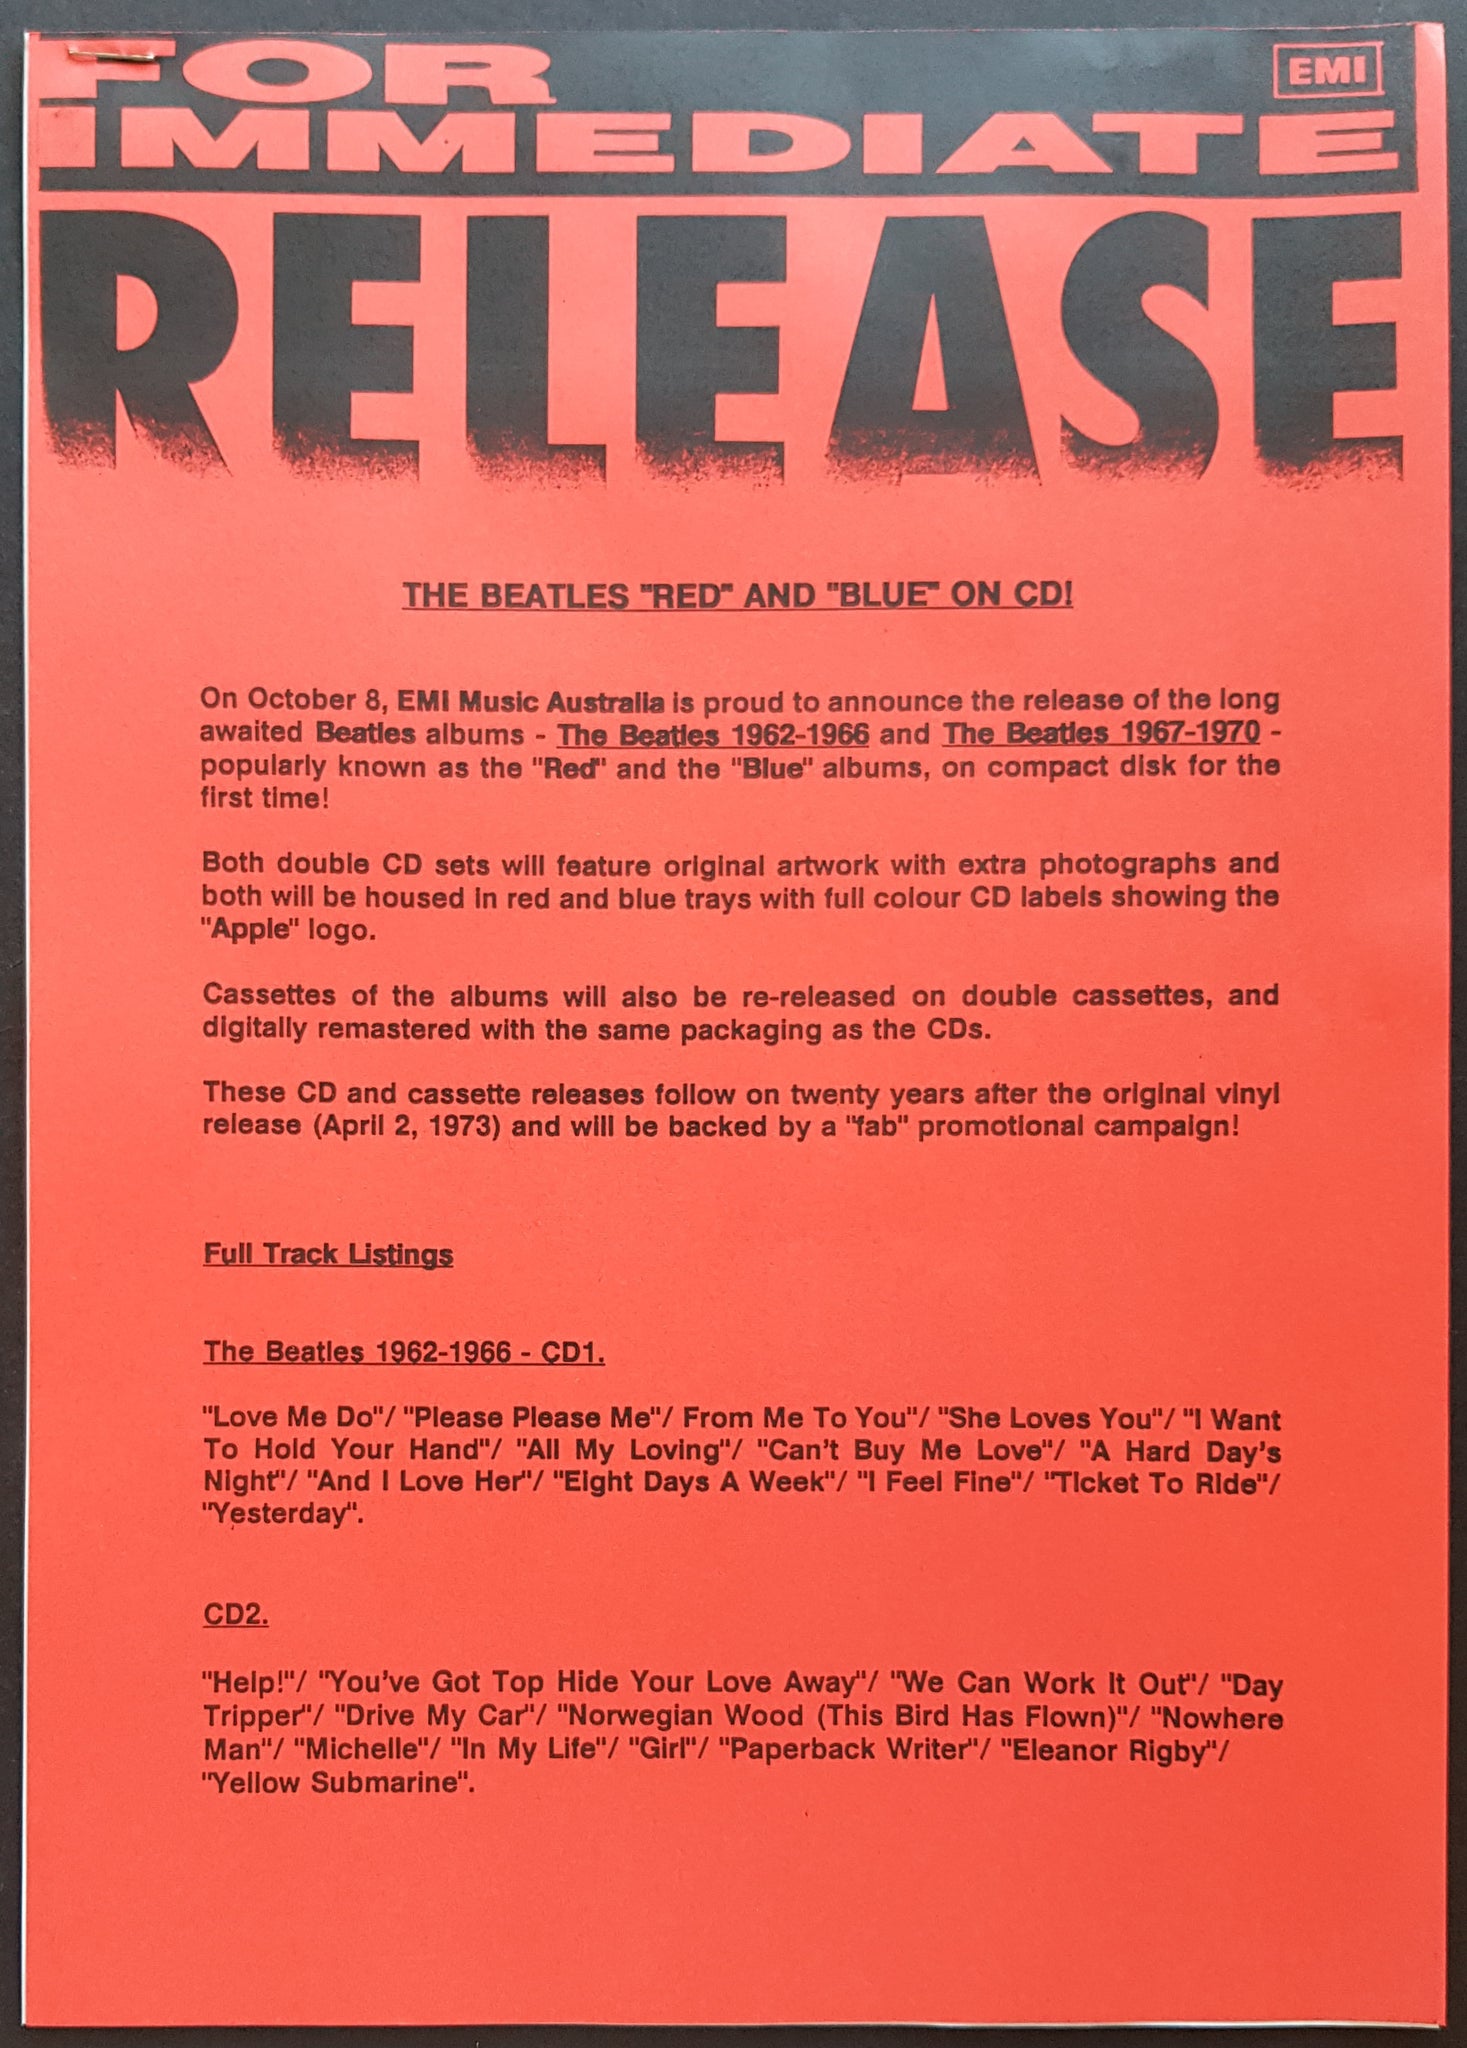 FOR
EMI
IMMEDIATE
RELEASE
THE BEATLES "RED" AND "BLUE" ON CD!
On October 8, EMI Music Australia is proud to announce the release of the long
awaited Beatles albums - The Beatles 1962-1966 and The Beatles 1967-1970 -
popularly known as the "Red" and the "Blue" albums, on compact disk for the
first time!
Both double CD sets will feature original artwork with extra photographs and
both will be housed in red and blue trays with full colour CD labels showing the
"Apple" logo.
Cassettes of the albums will also be re-released on double cassettes, and
digitally remastered with the same packaging as the CDs.
These CD and cassette releases follow on twenty years after the original vinyl
release (April 2, 1973) and will be backed by a "fab" promotional campaign!
Full Track Listings
The Beatles 1962-1966 - CD1.
"Love Me Do"/ "Please Please Me"/ From Me To You"/ "She Loves You"/ "I Want
To Hold Your Hand"/ "All My Loving"/ "Can't Buy Me Love"/ "A Hard Day's
Night"/ "And I Love Her"/ "Eight Days A Week"/ "I Feel Fine"/ "Ticket To Ride"/
"Yesterday".
CD2.
"Help!"/ "You've Got Top Hide Your Love Away"/ "We Can Work It Out"/ "Day
Tripper"/ "Drive My Car"/ "Norwegian Wood (This Bird Has Flown)"/ "Nowhere
Man"/ "Michelle"/ "In My Life"/ "Girl"/ "Paperback Writer"/ "Eleanor Rigby"/
"Yellow Submarine".